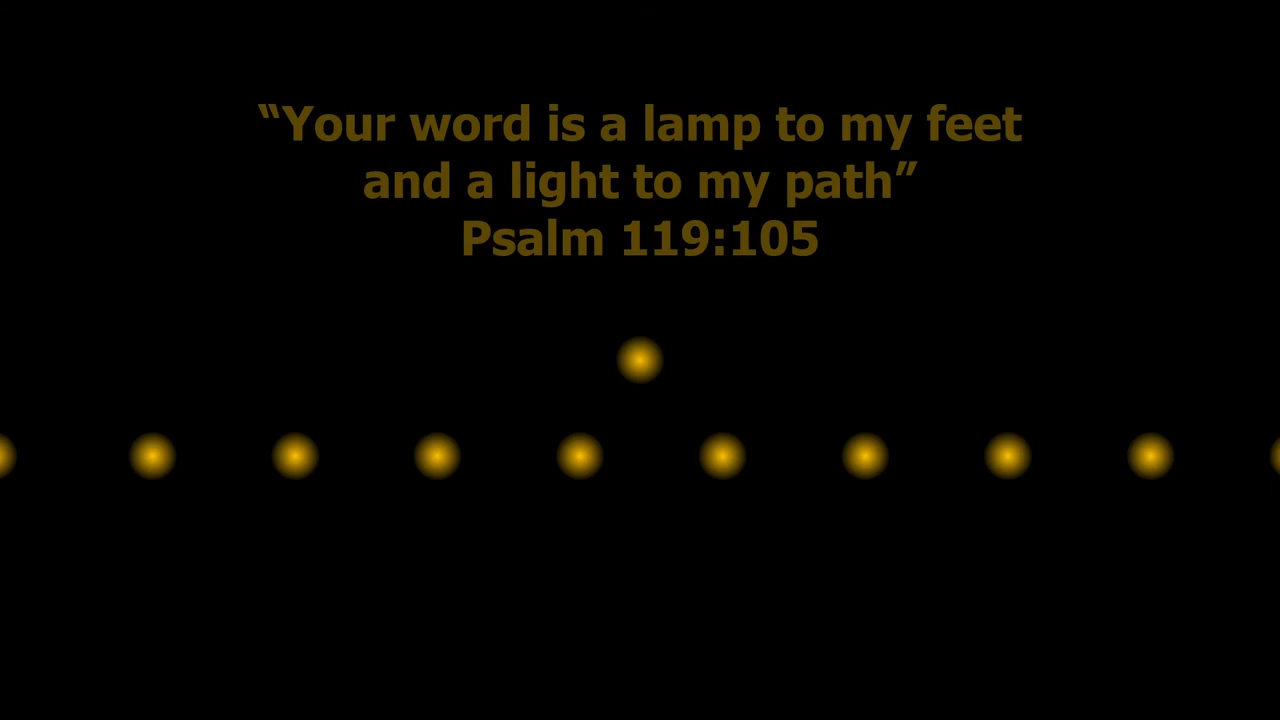 “Your word is a lamp to my feet
and a light to my path”
Psalm 119:105